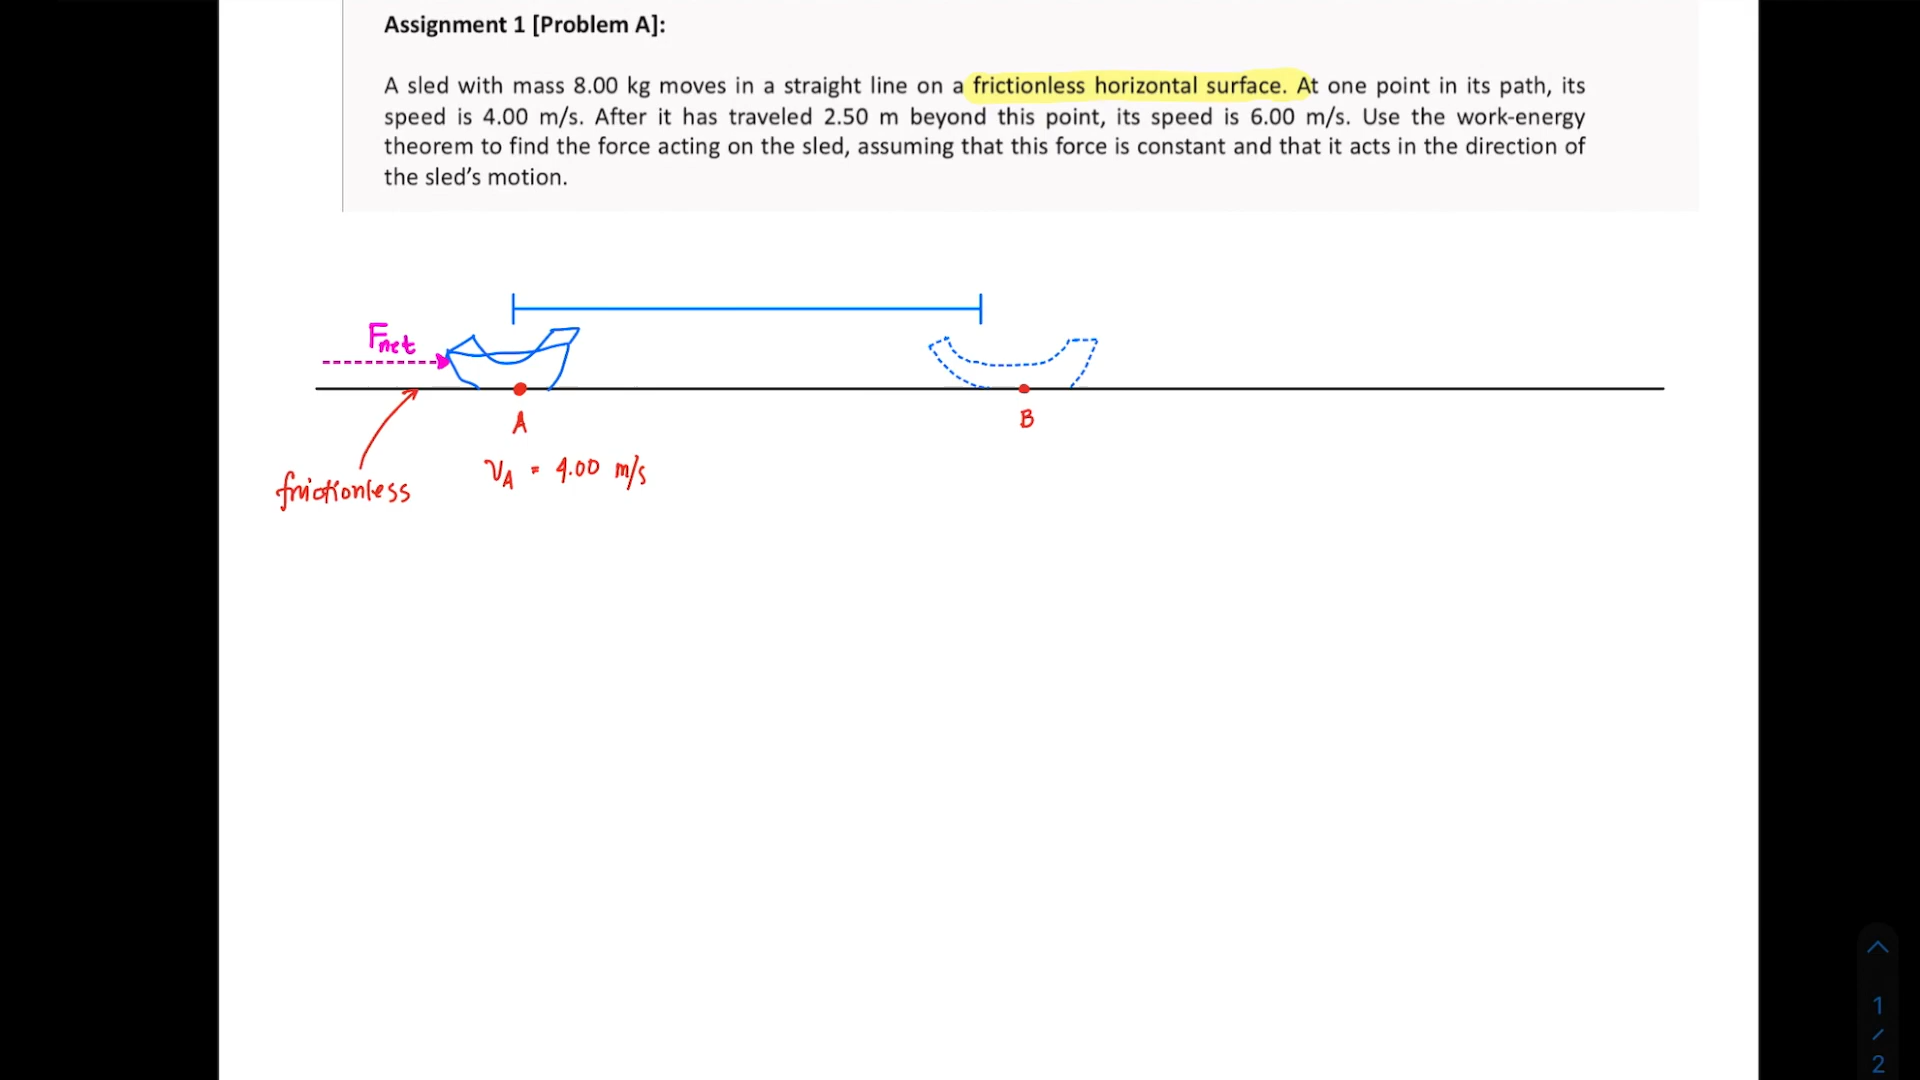 Assignment 1 [Problem A]:
A sled with mass 8.00 kg moves in a straight line on a frictionless horizontal surface. At one point in its path, its
speed is 4.00 m/s. After it has traveled 2.50 m beyond this point, its speed is 6.00 m/s. Use the work-energy
theorem to find the force acting on the sled, assuming that this force is constant and that it acts in the direction of
the sled’s motion.
Fnet
A
B
frictionless
vA = 4.00 m/s
1
/
2